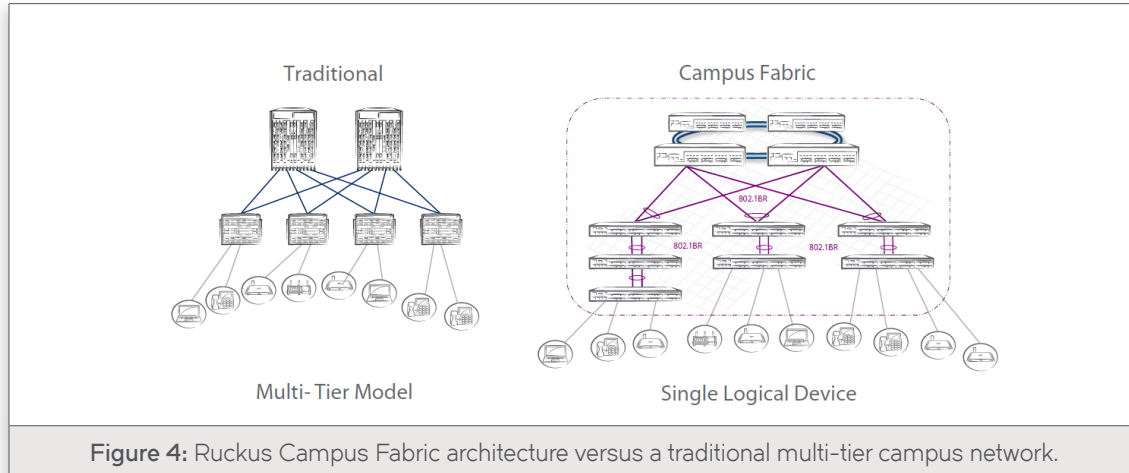 Traditional
Campus Fabric
802.1BR
802.1BR
802.1BR
Multi- Tier Model
Single Logical Device
Figure 4: Ruckus Campus Fabric architecture versus a traditional multi-tier campus network.